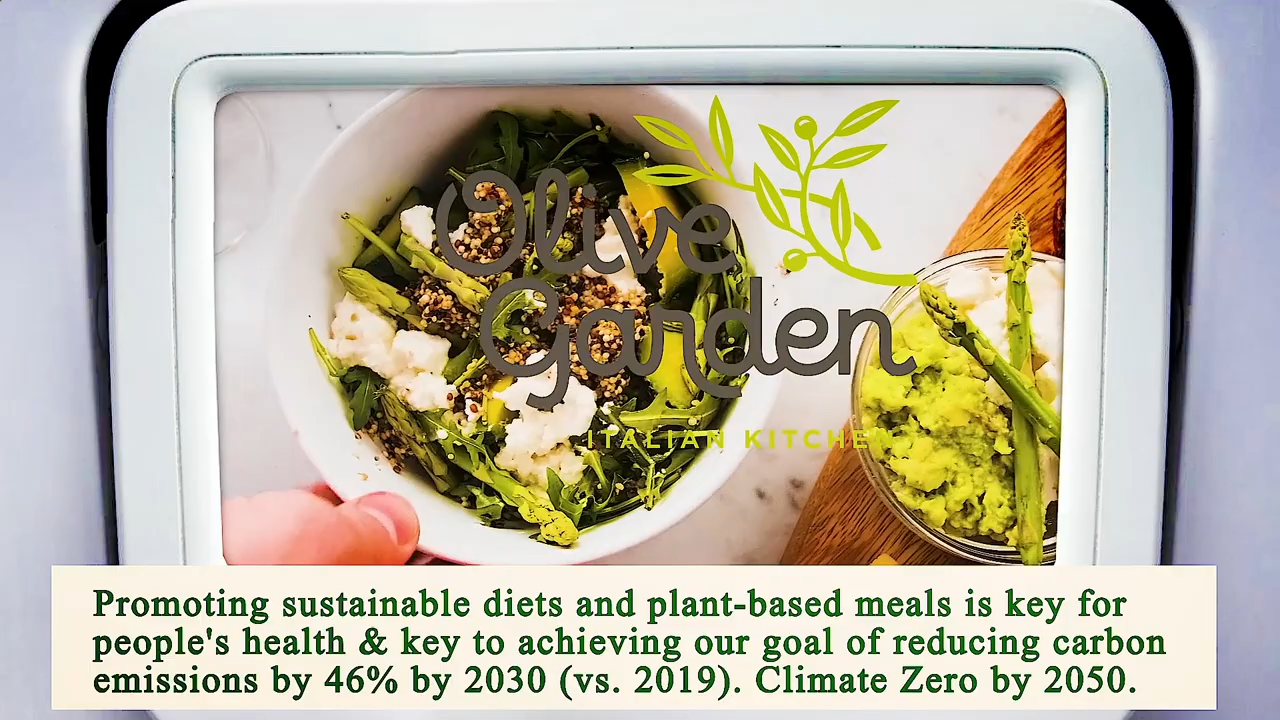 Olive
Garden
ITALIAN KITCHEN
Promoting sustainable diets and plant-based meals is key for
people's health & key to achieving our goal of reducing carbon
emissions by 46% by 2030 (vs. 2019). Climate Zero by 2050.